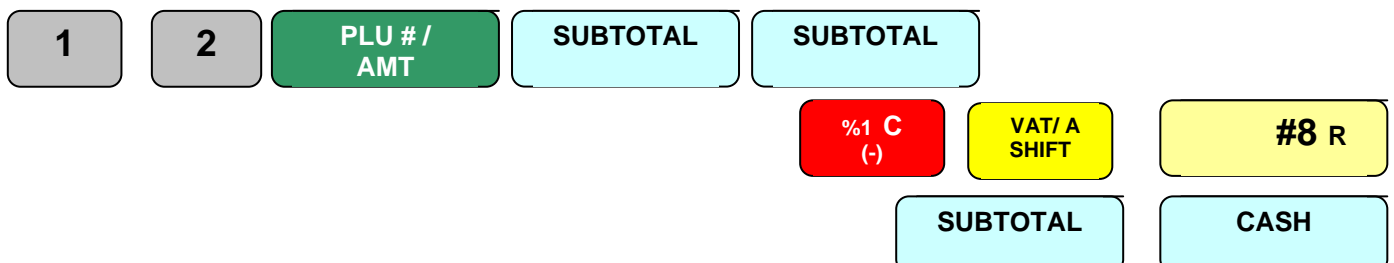 1 2 PLU # / SUBTOTAL SUBTOTAL
AMT
%1 C VAT/ A #8 R
(-) SHIFT
SUBTOTAL CASH